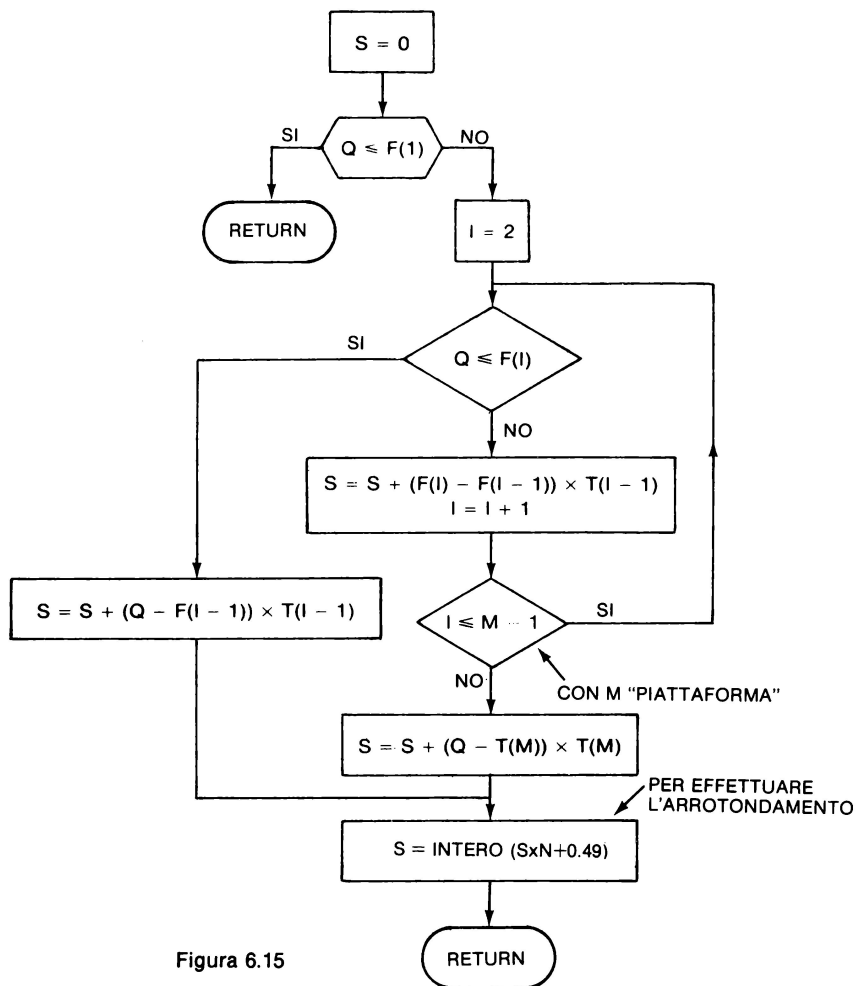 S = 0
SI
Q ≤ F(1)
NO
RETURN
I = 2
SI
Q ≤ F(I)
NO
S = S + (F(I) − F(I − 1)) × T(I − 1)
I = I + 1
S = S + (Q − F(I − 1)) × T(I − 1)
I ≤ M − 1
SI
NO
CON M "PIATTAFORMA"
S = S + (Q − T(M)) × T(M)
PER EFFETTUARE
L'ARROTONDAMENTO
S = INTERO (SxN+0.49)
Figura 6.15
RETURN